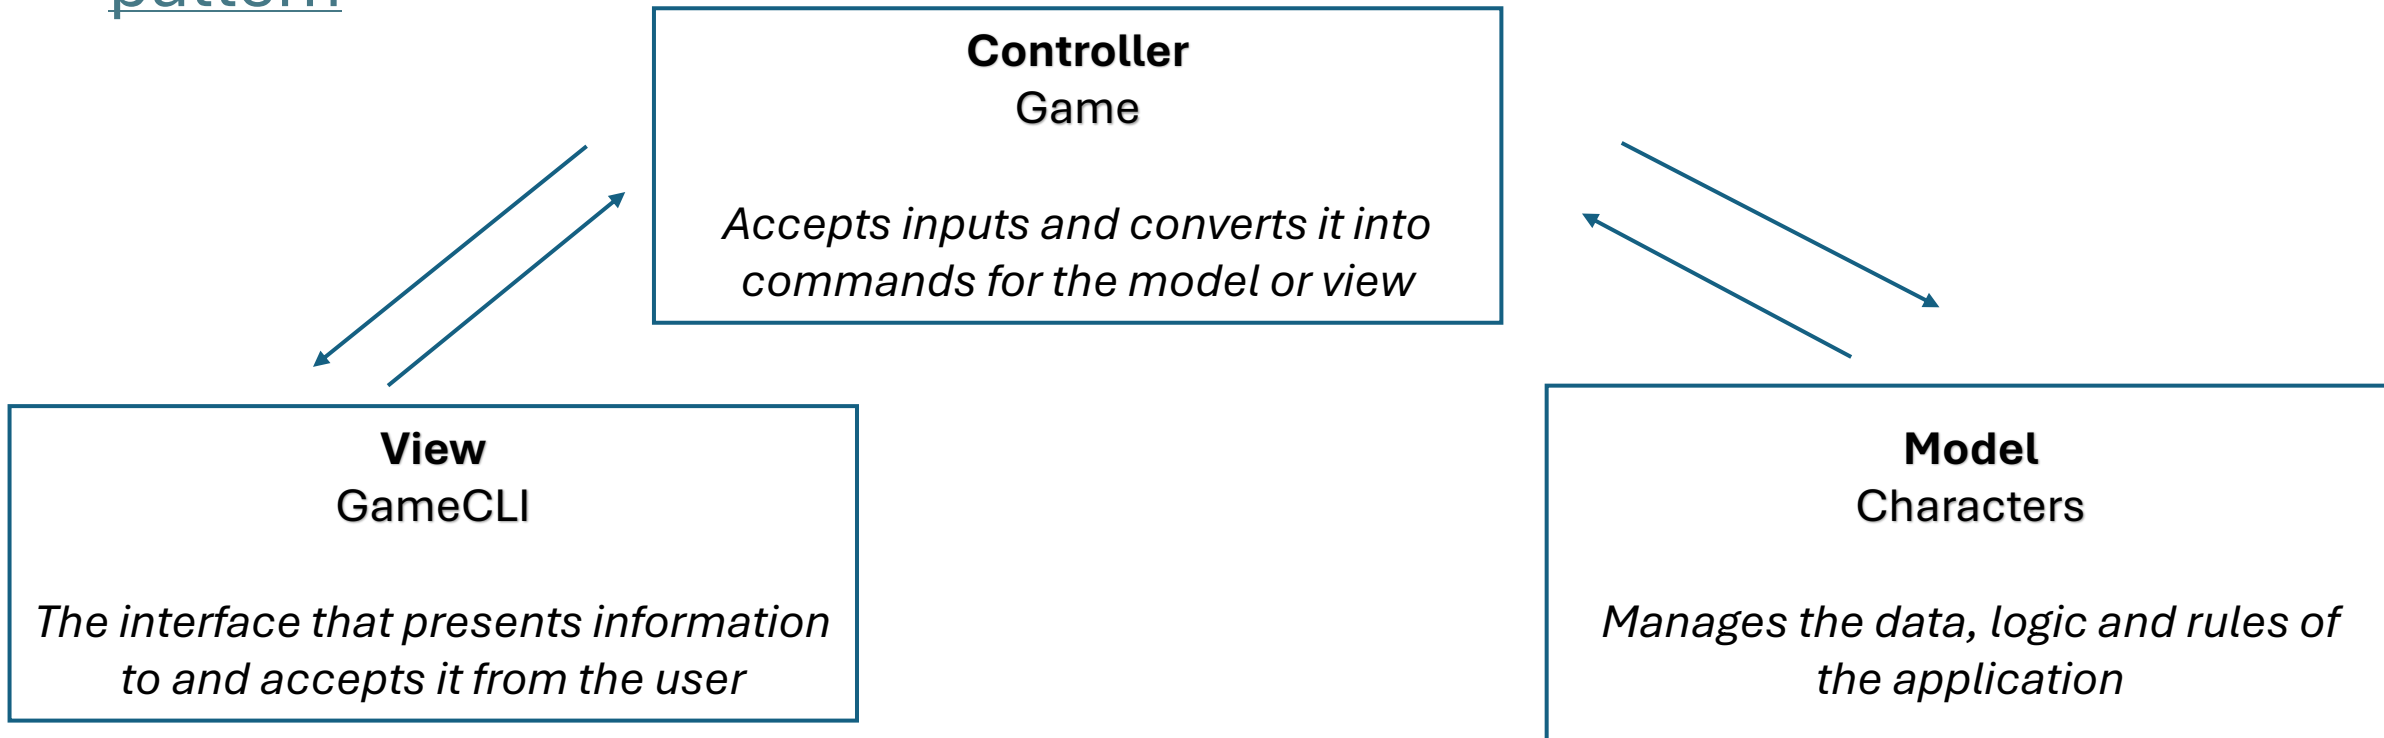 pattern
Controller
Game
Accepts inputs and converts it into
commands for the model or view
View
GameCLI
The interface that presents information
to and accepts it from the user
Model
Characters
Manages the data, logic and rules of
the application